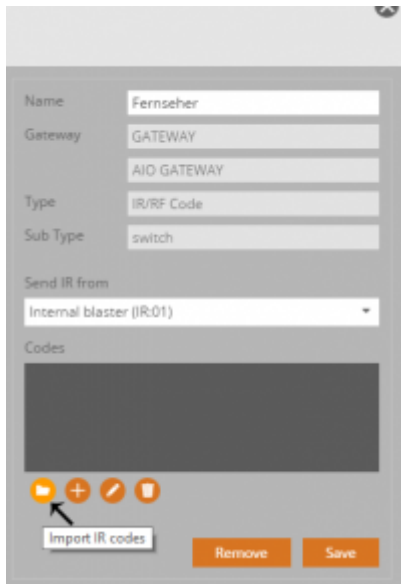 Name Fernseher
Gateway GATEWAY
AIO GATEWAY
Type IR/RF Code
Sub Type switch
Send IR from
Internal blaster (IR:01)
Codes
Import IR codes
Remove Save